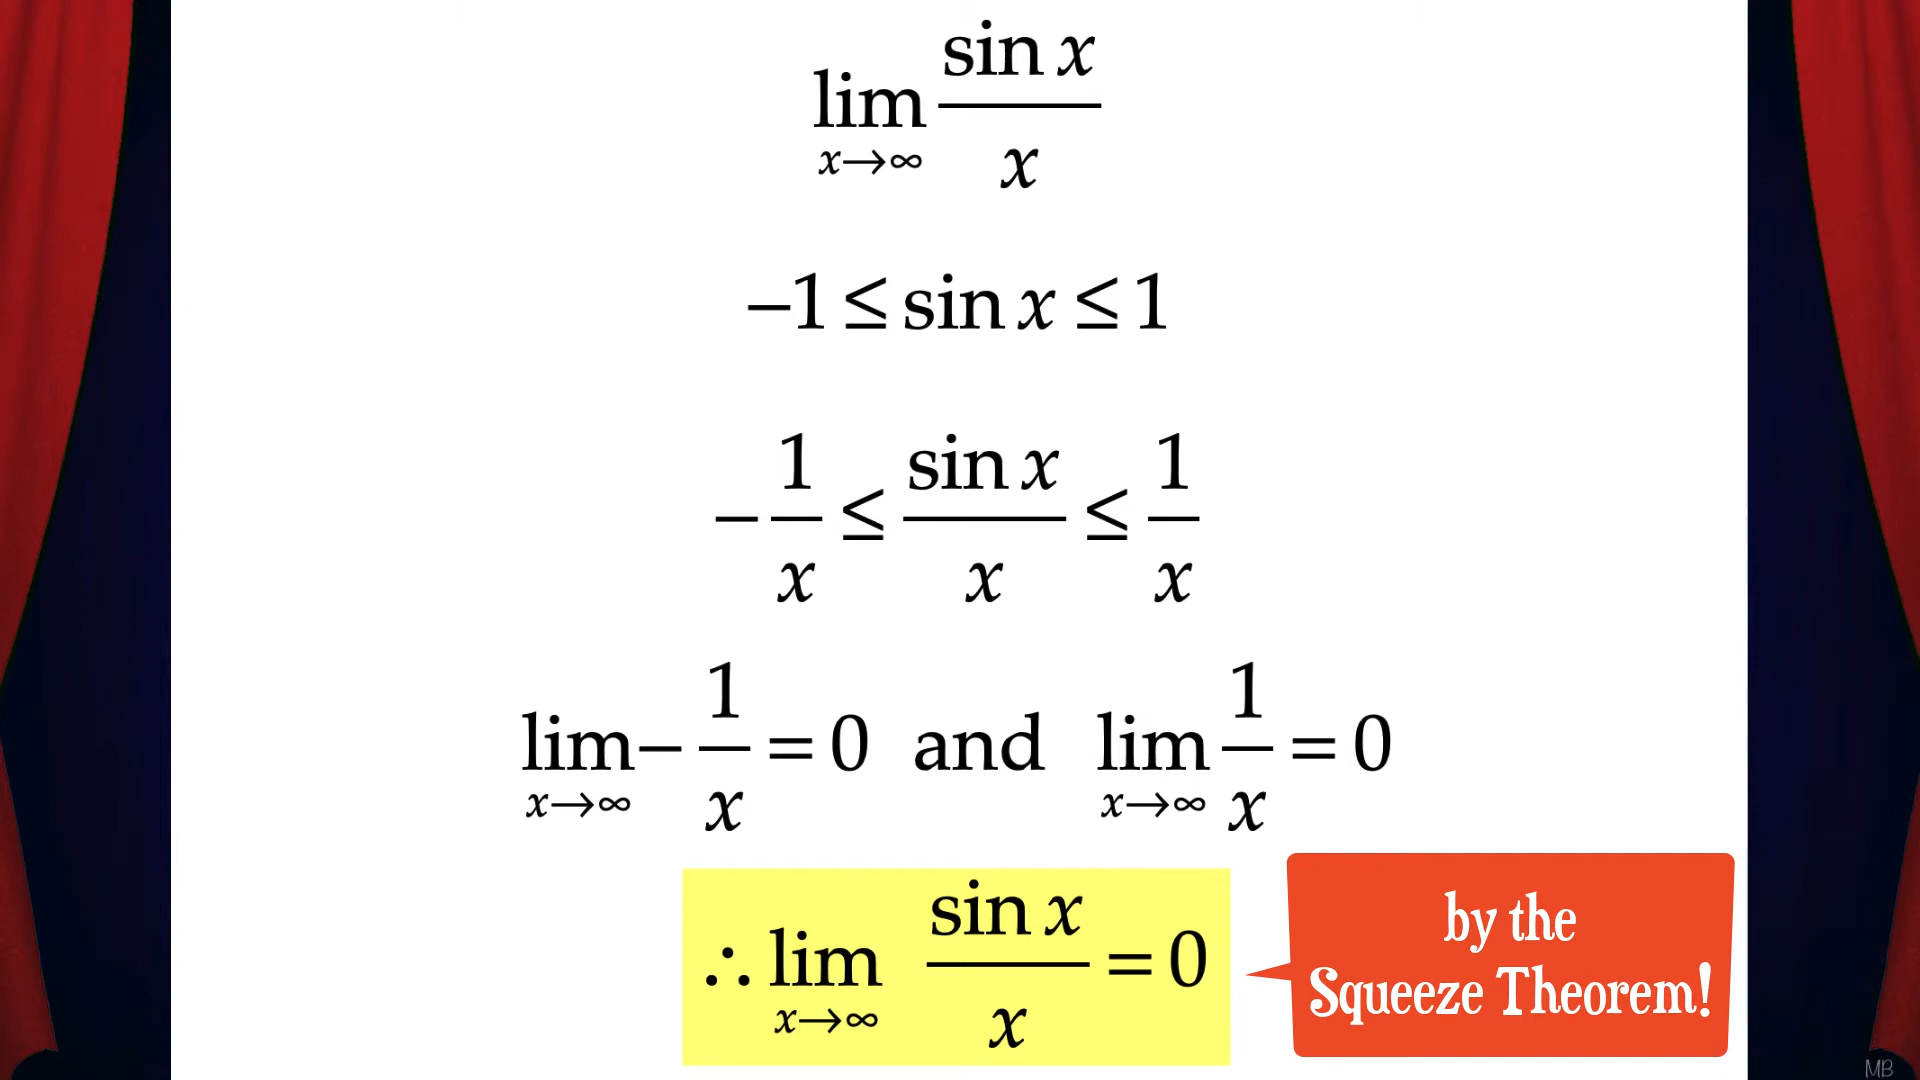 lim x→∞ sin x / x
–1 ≤ sin x ≤ 1
– 1/x ≤ sin x / x ≤ 1/x
lim x→∞ – 1/x = 0 and lim x→∞ 1/x = 0
∴ lim x→∞ sin x / x = 0
by the
Squeeze Theorem!
MB